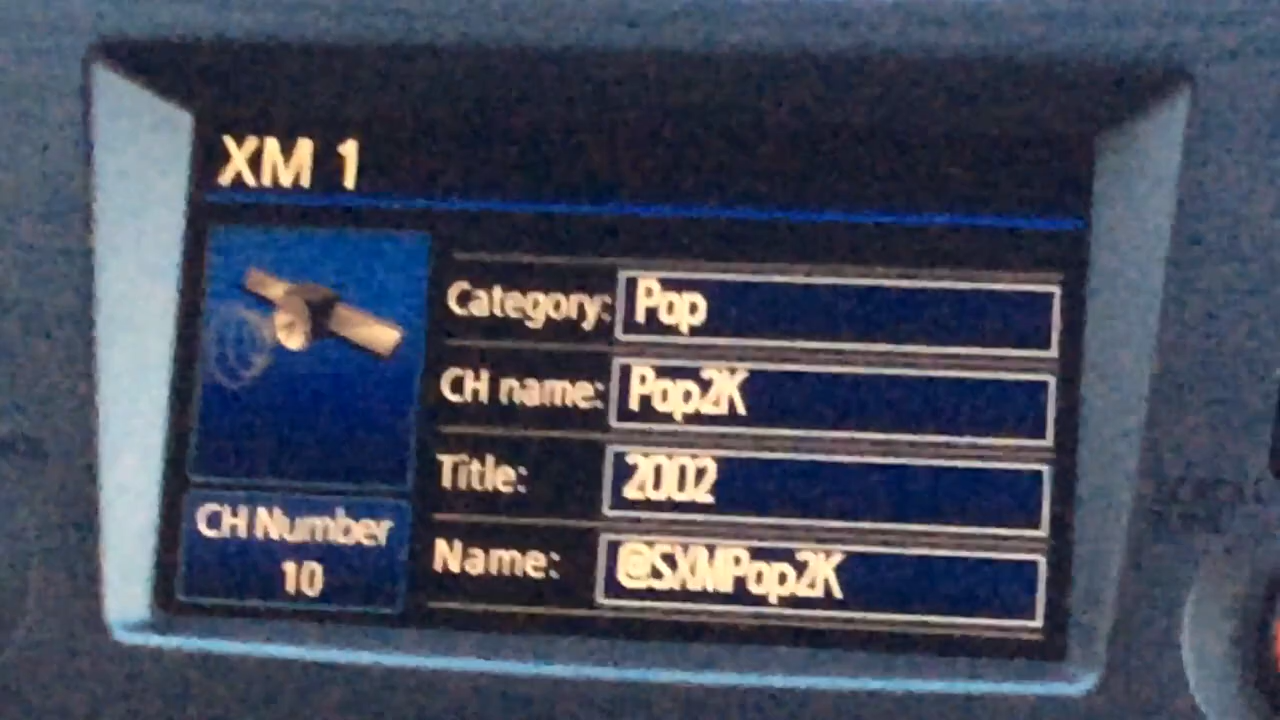 XM 1
Category: Pop
CH name: Pop2K
Title: 2002
Name: @SXMPop2K
CH Number
10